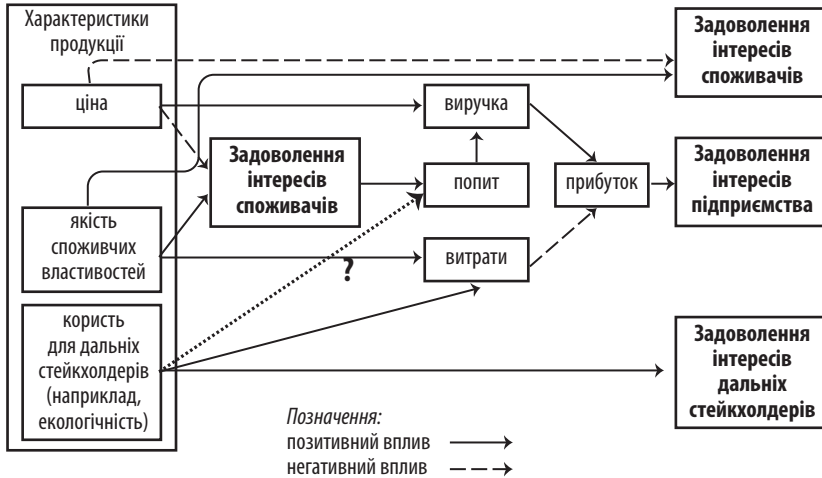 Характеристики
продукції
ціна
якість
споживчих
властивостей
користь
для дальніх
стейкхолдерів
(наприклад,
екологічність)
Задоволення
інтересів
споживачів
виручка
попит
витрати
?
прибуток
Задоволення
інтересів
споживачів
Задоволення
інтересів
підприємства
Задоволення
інтересів
дальніх
стейкхолдерів
Позначення:
позитивний вплив
негативний вплив